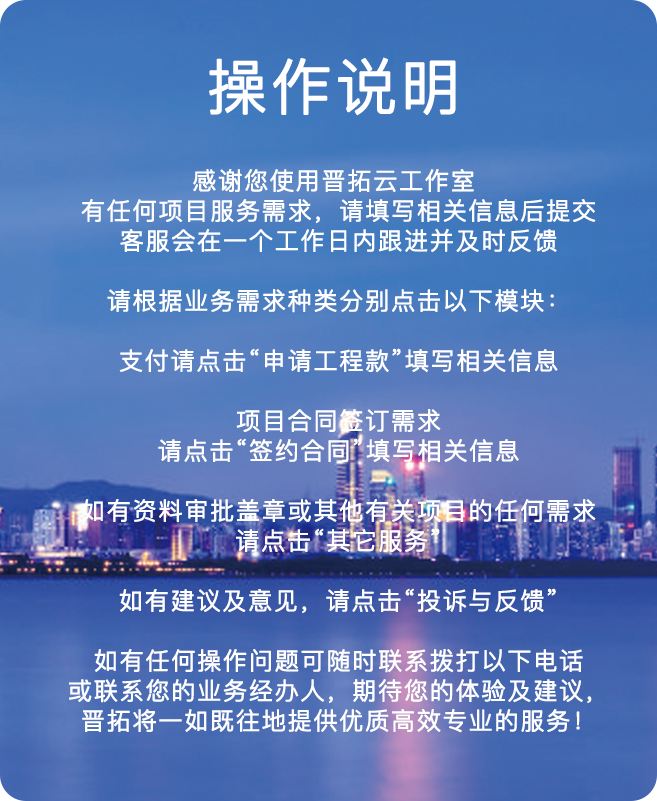 操作说明
感谢您使用晋拓云工作室
有任何项目服务需求，请填写相关信息后提交
客服会在一个工作日内跟进并及时反馈
请根据业务需求种类分别点击以下模块：
支付请点击“申请工程款”填写相关信息
项目合同签订需求
请点击“签约合同”填写相关信息
如有资料审批盖章或其他有关项目的任何需求
请点击“其它服务”
如有建议及意见，请点击“投诉与反馈”
如有任何操作问题可随时联系拨打以下电话
或联系您的业务经办人，期待您的体验及建议，
晋拓将一如既往地提供优质高效专业的服务！